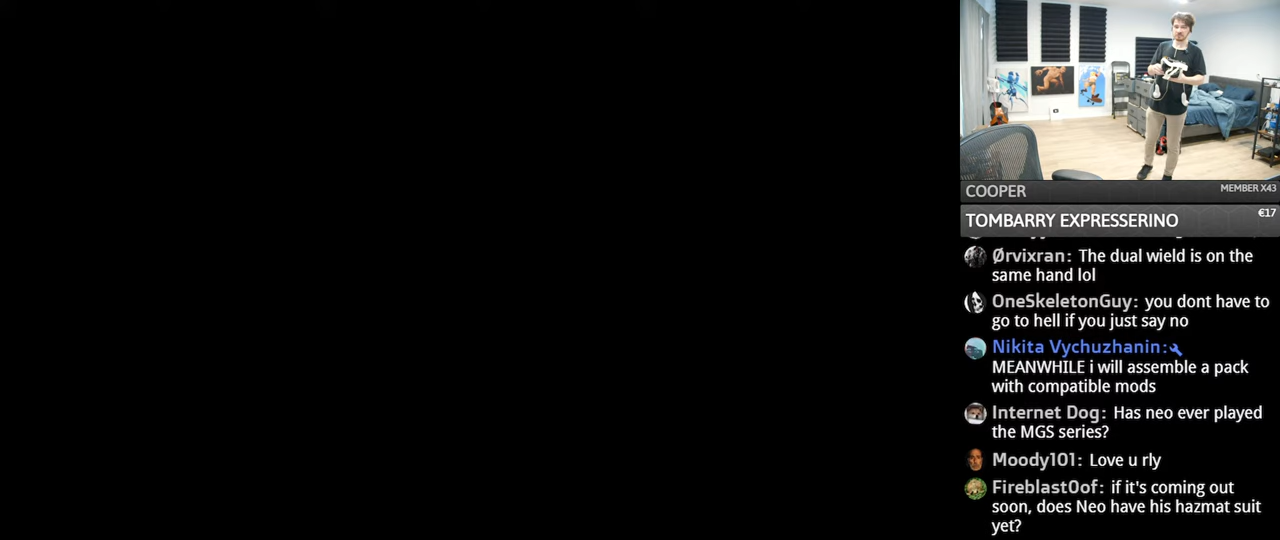 COOPER
MEMBER X43
TOMBARRY EXPRESSERINO
€17
Ørvixran: The dual wield is on the
same hand lol
OneSkeletonGuy: you dont have to
go to hell if you just say no
Nikita Vychuzhanin:
MEANWHILE i will assemble a pack
with compatible mods
Internet Dog: Has neo ever played
the MGS series?
Moody101: Love u rly
Fireblast0of: if it's coming out
soon, does Neo have his hazmat suit
yet?